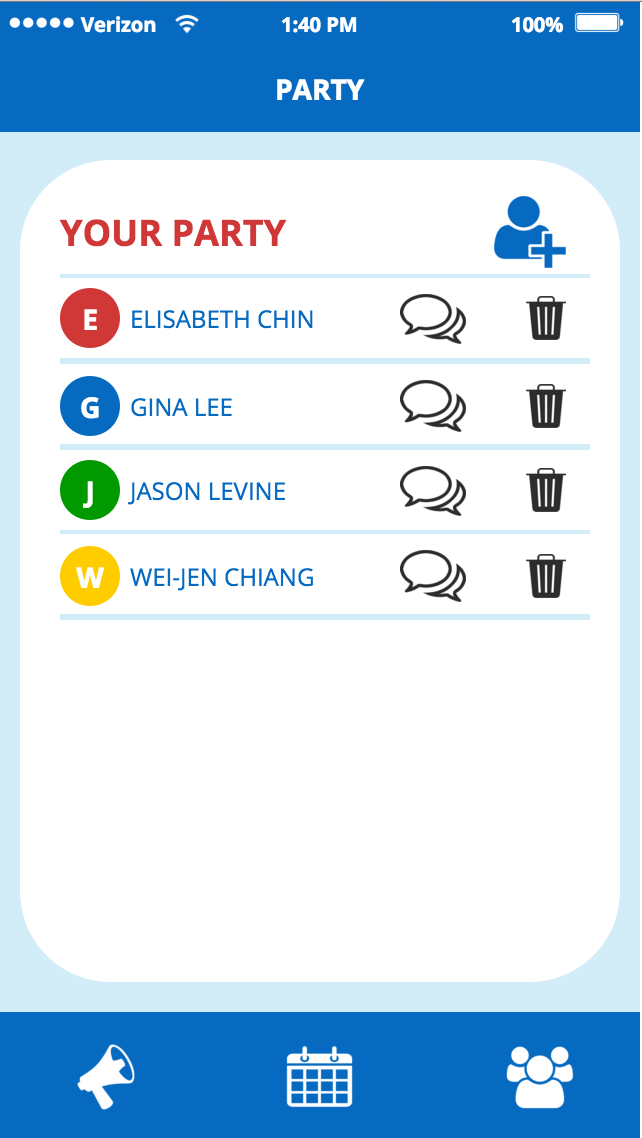 Verizon 1:40 PM 100%
PARTY
YOUR PARTY
E ELISABETH CHIN
G GINA LEE
J JASON LEVINE
W WEI-JEN CHIANG